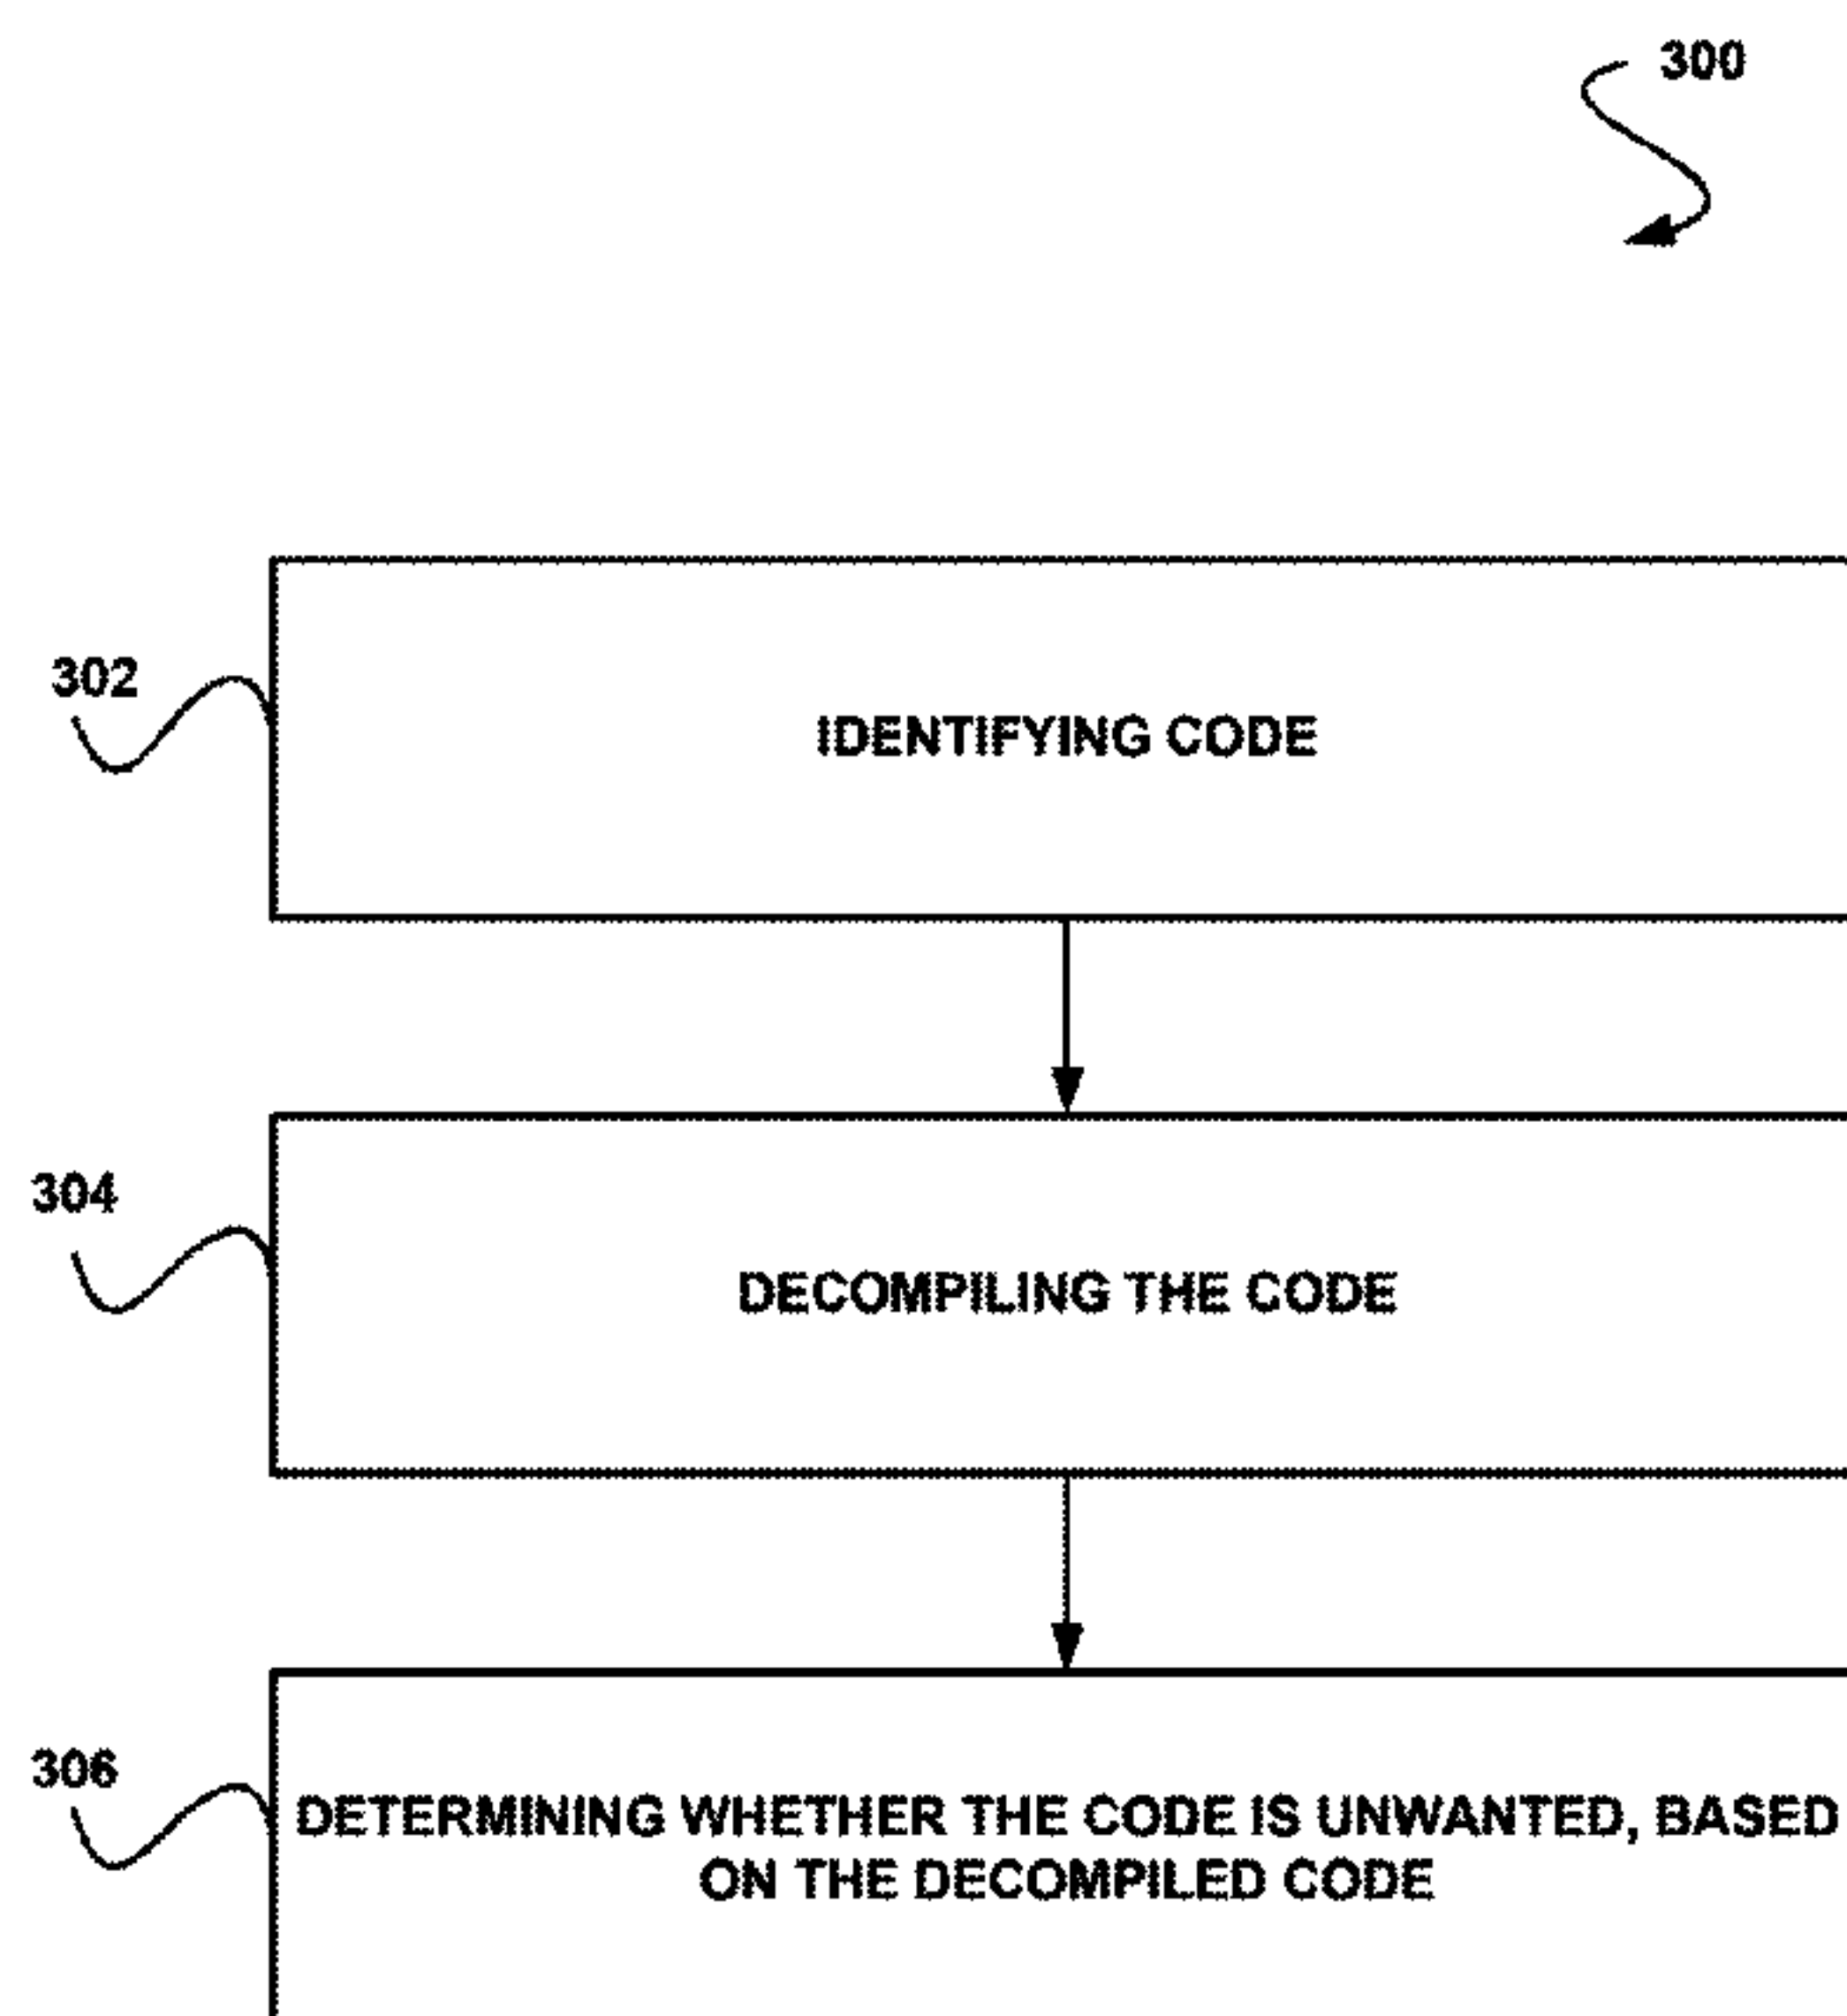 300
302
IDENTIFYING CODE
304
DECOMPILING THE CODE
306
DETERMINING WHETHER THE CODE IS UNWANTED, BASED
ON THE DECOMPILED CODE